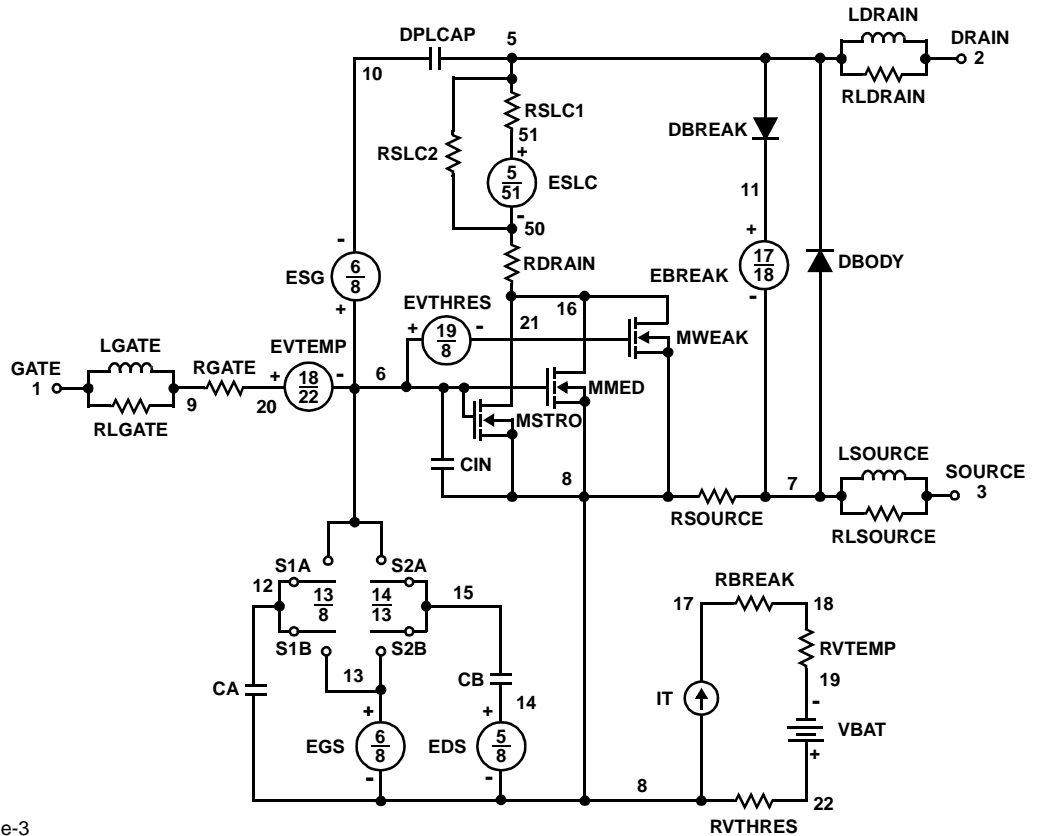 LDRAIN
DPLCAP 5 DRAIN
10 2
RLDRAIN
RSLC1
DBREAK
51
RSLC2 +
5
51
ESLC
11
-
50
- +
RDRAIN
6
8
ESG
EBREAK
17
18
DBODY
+ EVTHRES 16 -
+ 19
8
- 21
MWEAK
LGATE EVTEMP
GATE RGATE + 18
22
- 6
1 MMED
9 20
RLGATE MSTRO
CIN LSOURCE
8 7 SOURCE
3
RSOURCE
RLSOURCE
S1A S2A
12 13
8
14
13
15 RBREAK
17 18
S1B S2B
RVTEMP
13 CB
CA 14 IT 19
-
+ +
VBAT
EGS 6
8
EDS 5
8
+
- - 8 22
RVTHRES
e-3